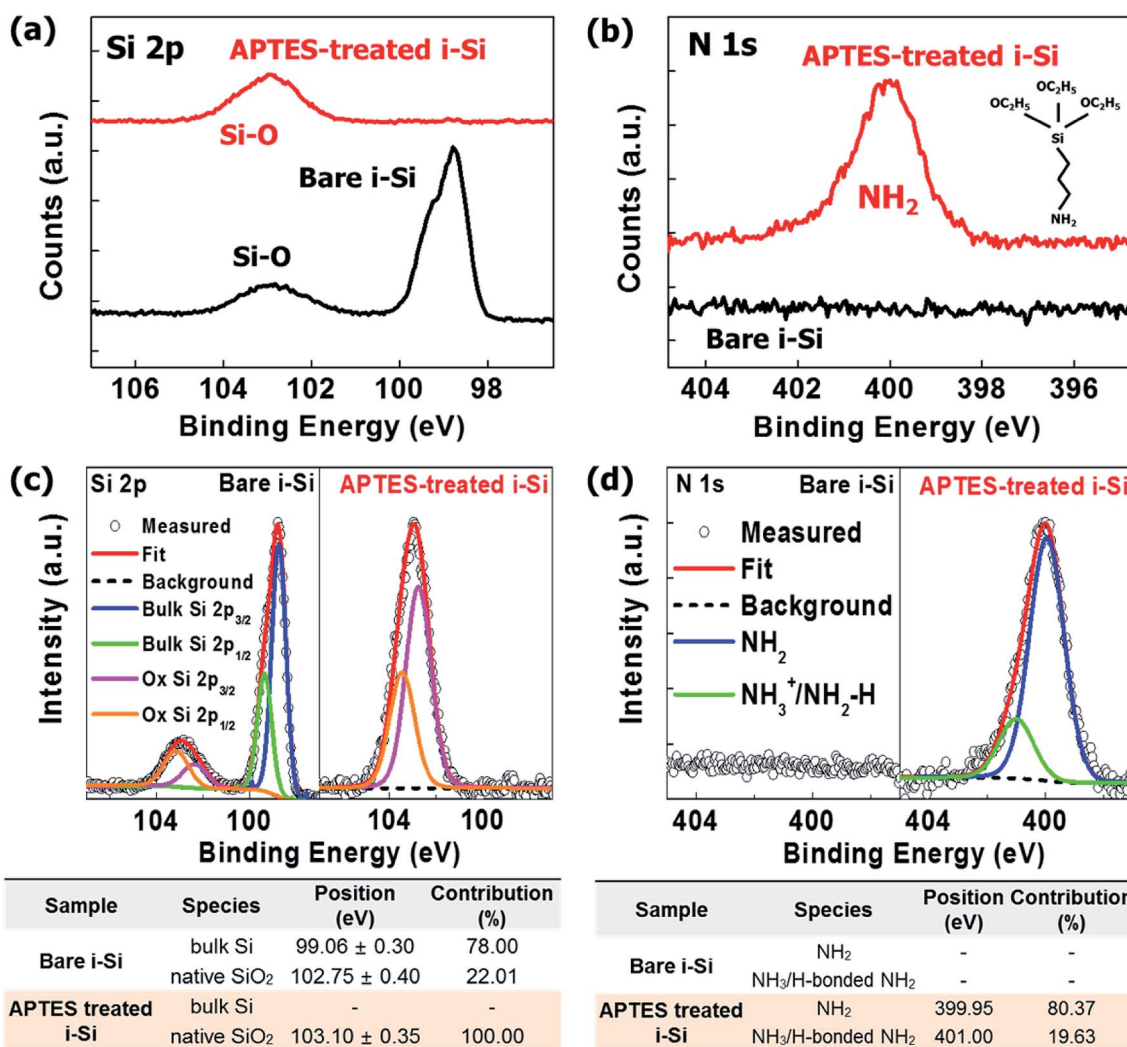 (a)
Si 2p
APTES-treated i-Si
Si-O
Bare i-Si
Si-O
Counts (a.u.)
106 104 102 100 98
Binding Energy (eV)
(b)
N 1s
APTES-treated i-Si
OC₂H₅
OC₂H₅ OC₂H₅
Si
NH₂
NH₂
Bare i-Si
Counts (a.u.)
404 402 400 398 396
Binding Energy (eV)
(c)
Si 2p Bare i-Si APTES-treated i-Si
Measured
Fit
Background
Bulk Si 2p₃/₂
Bulk Si 2p₁/₂
Ox Si 2p₃/₂
Ox Si 2p₁/₂
Intensity (a.u.)
104 100 104 100
Binding Energy (eV)
(d)
N 1s Bare i-Si APTES-treated i-Si
Measured
Fit
Background
NH₂
NH₃⁺/NH₂-H
Intensity (a.u.)
404 400 404 400
Binding Energy (eV)
Sample Species Position (eV) Contribution (%)
Bare i-Si
bulk Si 99.06 ± 0.30 78.00
native SiO₂ 102.75 ± 0.40 22.01
APTES treated i-Si
bulk Si - -
native SiO₂ 103.10 ± 0.35 100.00
Sample Species Position (eV) Contribution (%)
Bare i-Si
NH₂ - -
NH₃/H-bonded NH₂ - -
APTES treated i-Si
NH₂ 399.95 80.37
NH₃/H-bonded NH₂ 401.00 19.63